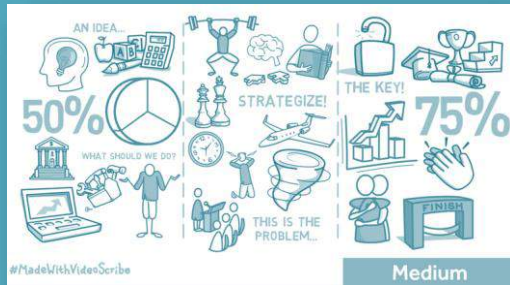 AN IDEA...
50%
WHAT SHOULD WE DO?
STRATEGIZE!
THIS IS THE
PROBLEM...
THE KEY!
75%
FINISH
#MadeWithVideoScribe
Medium